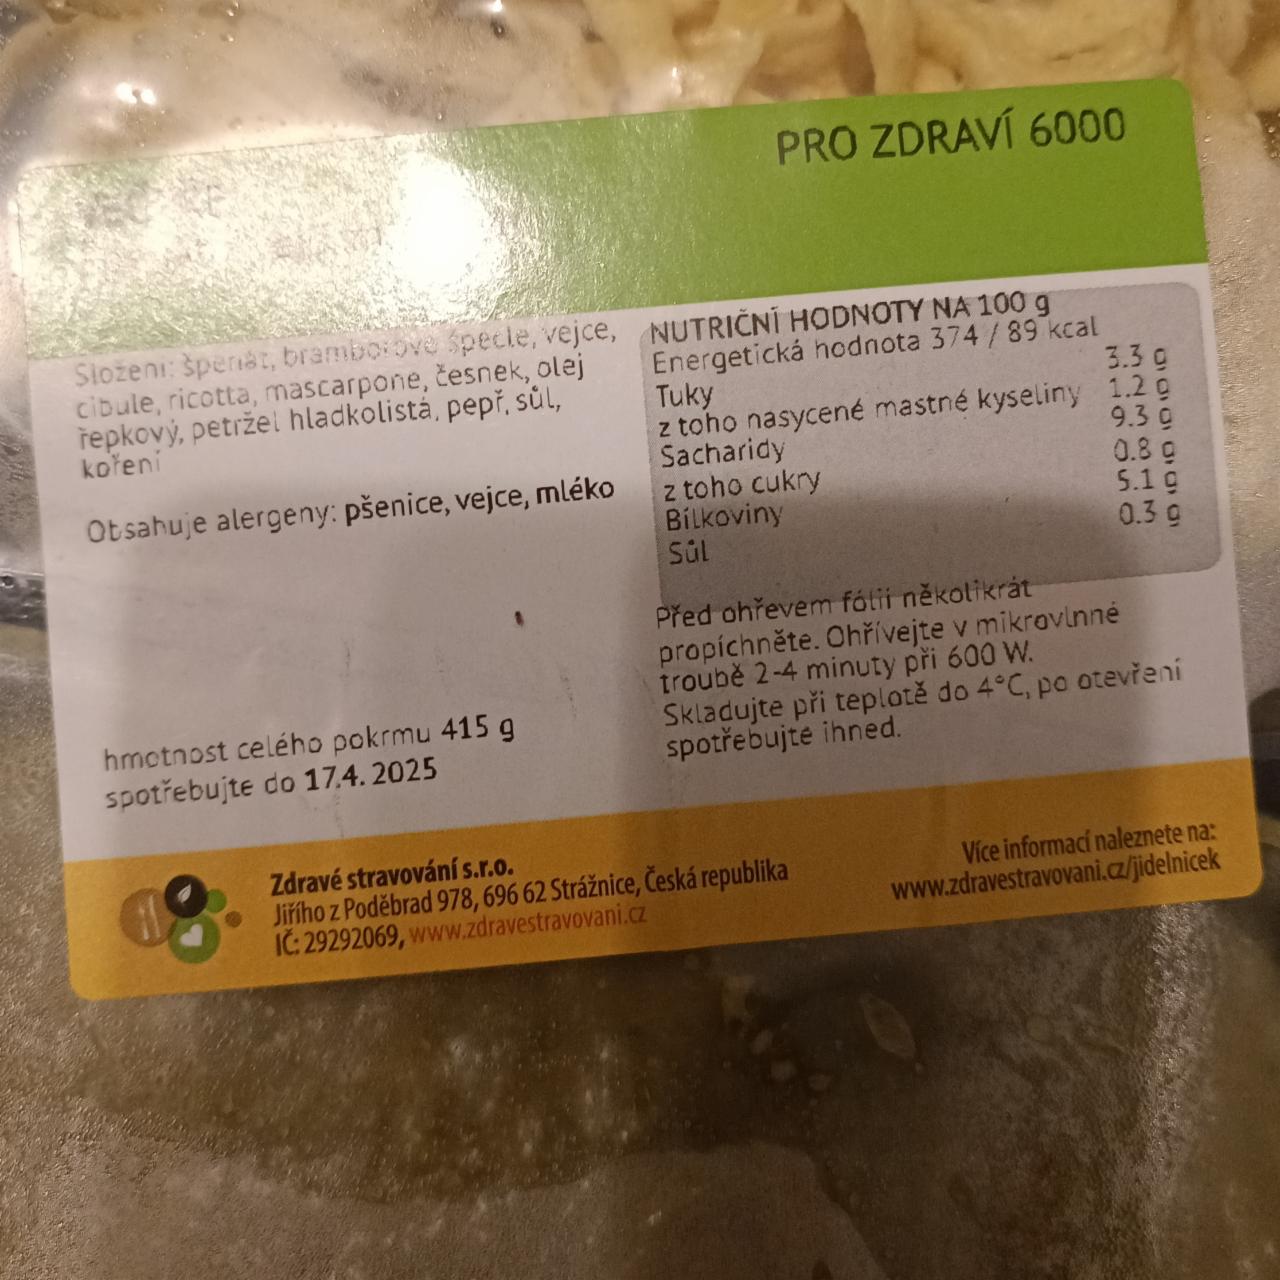 PRO ZDRAVÍ 6000
Složení: špenát, bramborové špecle, vejce,
cibule, ricotta, mascarpone, česnek, olej
řepkový, petržel hladkolistá, pepř, sůl,
koření
Obsahuje alergeny: pšenice, vejce, mléko
hmotnost celého pokrmu 415 g
spotřebujte do 17.4. 2025
NUTRIČNÍ HODNOTY NA 100 g
Energetická hodnota 374 / 89 kcal
Tuky 3.3 g
z toho nasycené mastné kyseliny 1.2 g
Sacharidy 9.3 g
z toho cukry 0.8 g
Bílkoviny 5.1 g
Sůl 0.3 g
Před ohřevem fólii několikrát
propíchněte. Ohřívejte v mikrovlnné
troubě 2-4 minuty při 600 W.
Skladujte při teplotě do 4°C, po otevření
spotřebujte ihned.
Zdravé stravování s.r.o.
Jiřího z Poděbrad 978, 696 62 Strážnice, Česká republika
IČ: 29292069, www.zdravestravovani.cz
Více informací naleznete na:
www.zdravestravovani.cz/jidelnicek